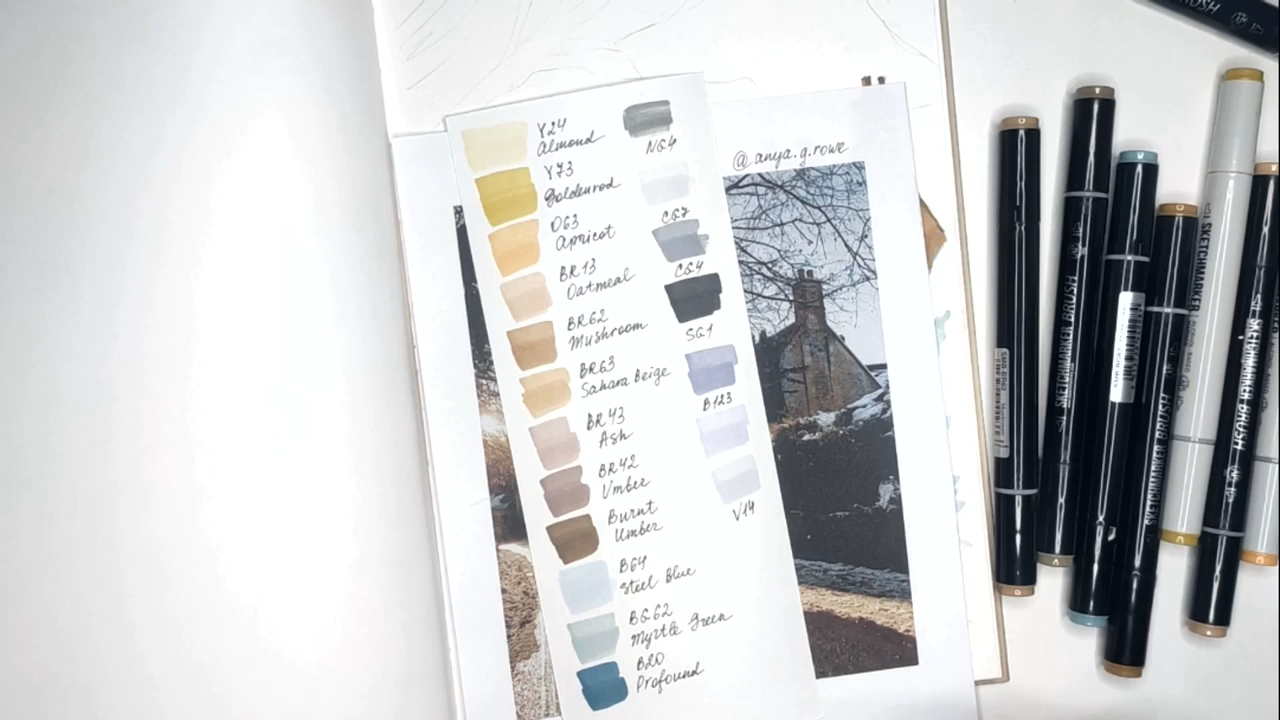 Y24
Almond
Y73
Goldenrod
O63
Apricot
BR13
Oatmeal
BR62
Mushroom
BR63
Sahara Beige
BR43
Ash
BR42
Umber
Burnt
Umber
B64
Steel Blue
BG62
Myrtle Green
B20
Profound
NG4
CG7
CG4
SG1
B123
V14
@anya.g.rowe
SKETCHMARKER BRUSH
SKETCHMARKER BRUSH
SKETCHMARKER
SKETCHMARKER BRUSH